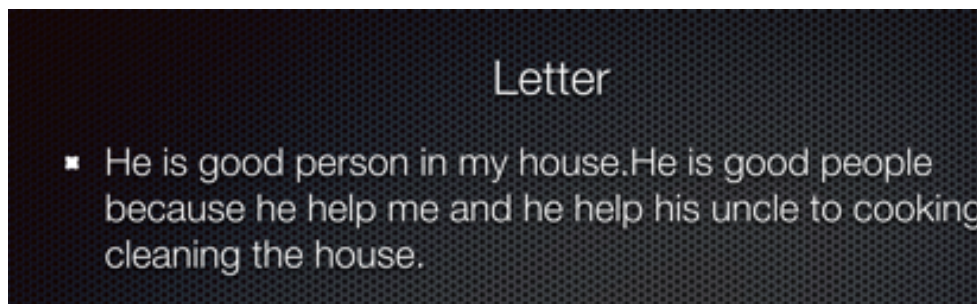 Letter
He is good person in my house.He is good people
because he help me and he help his uncle to cooking
cleaning the house.